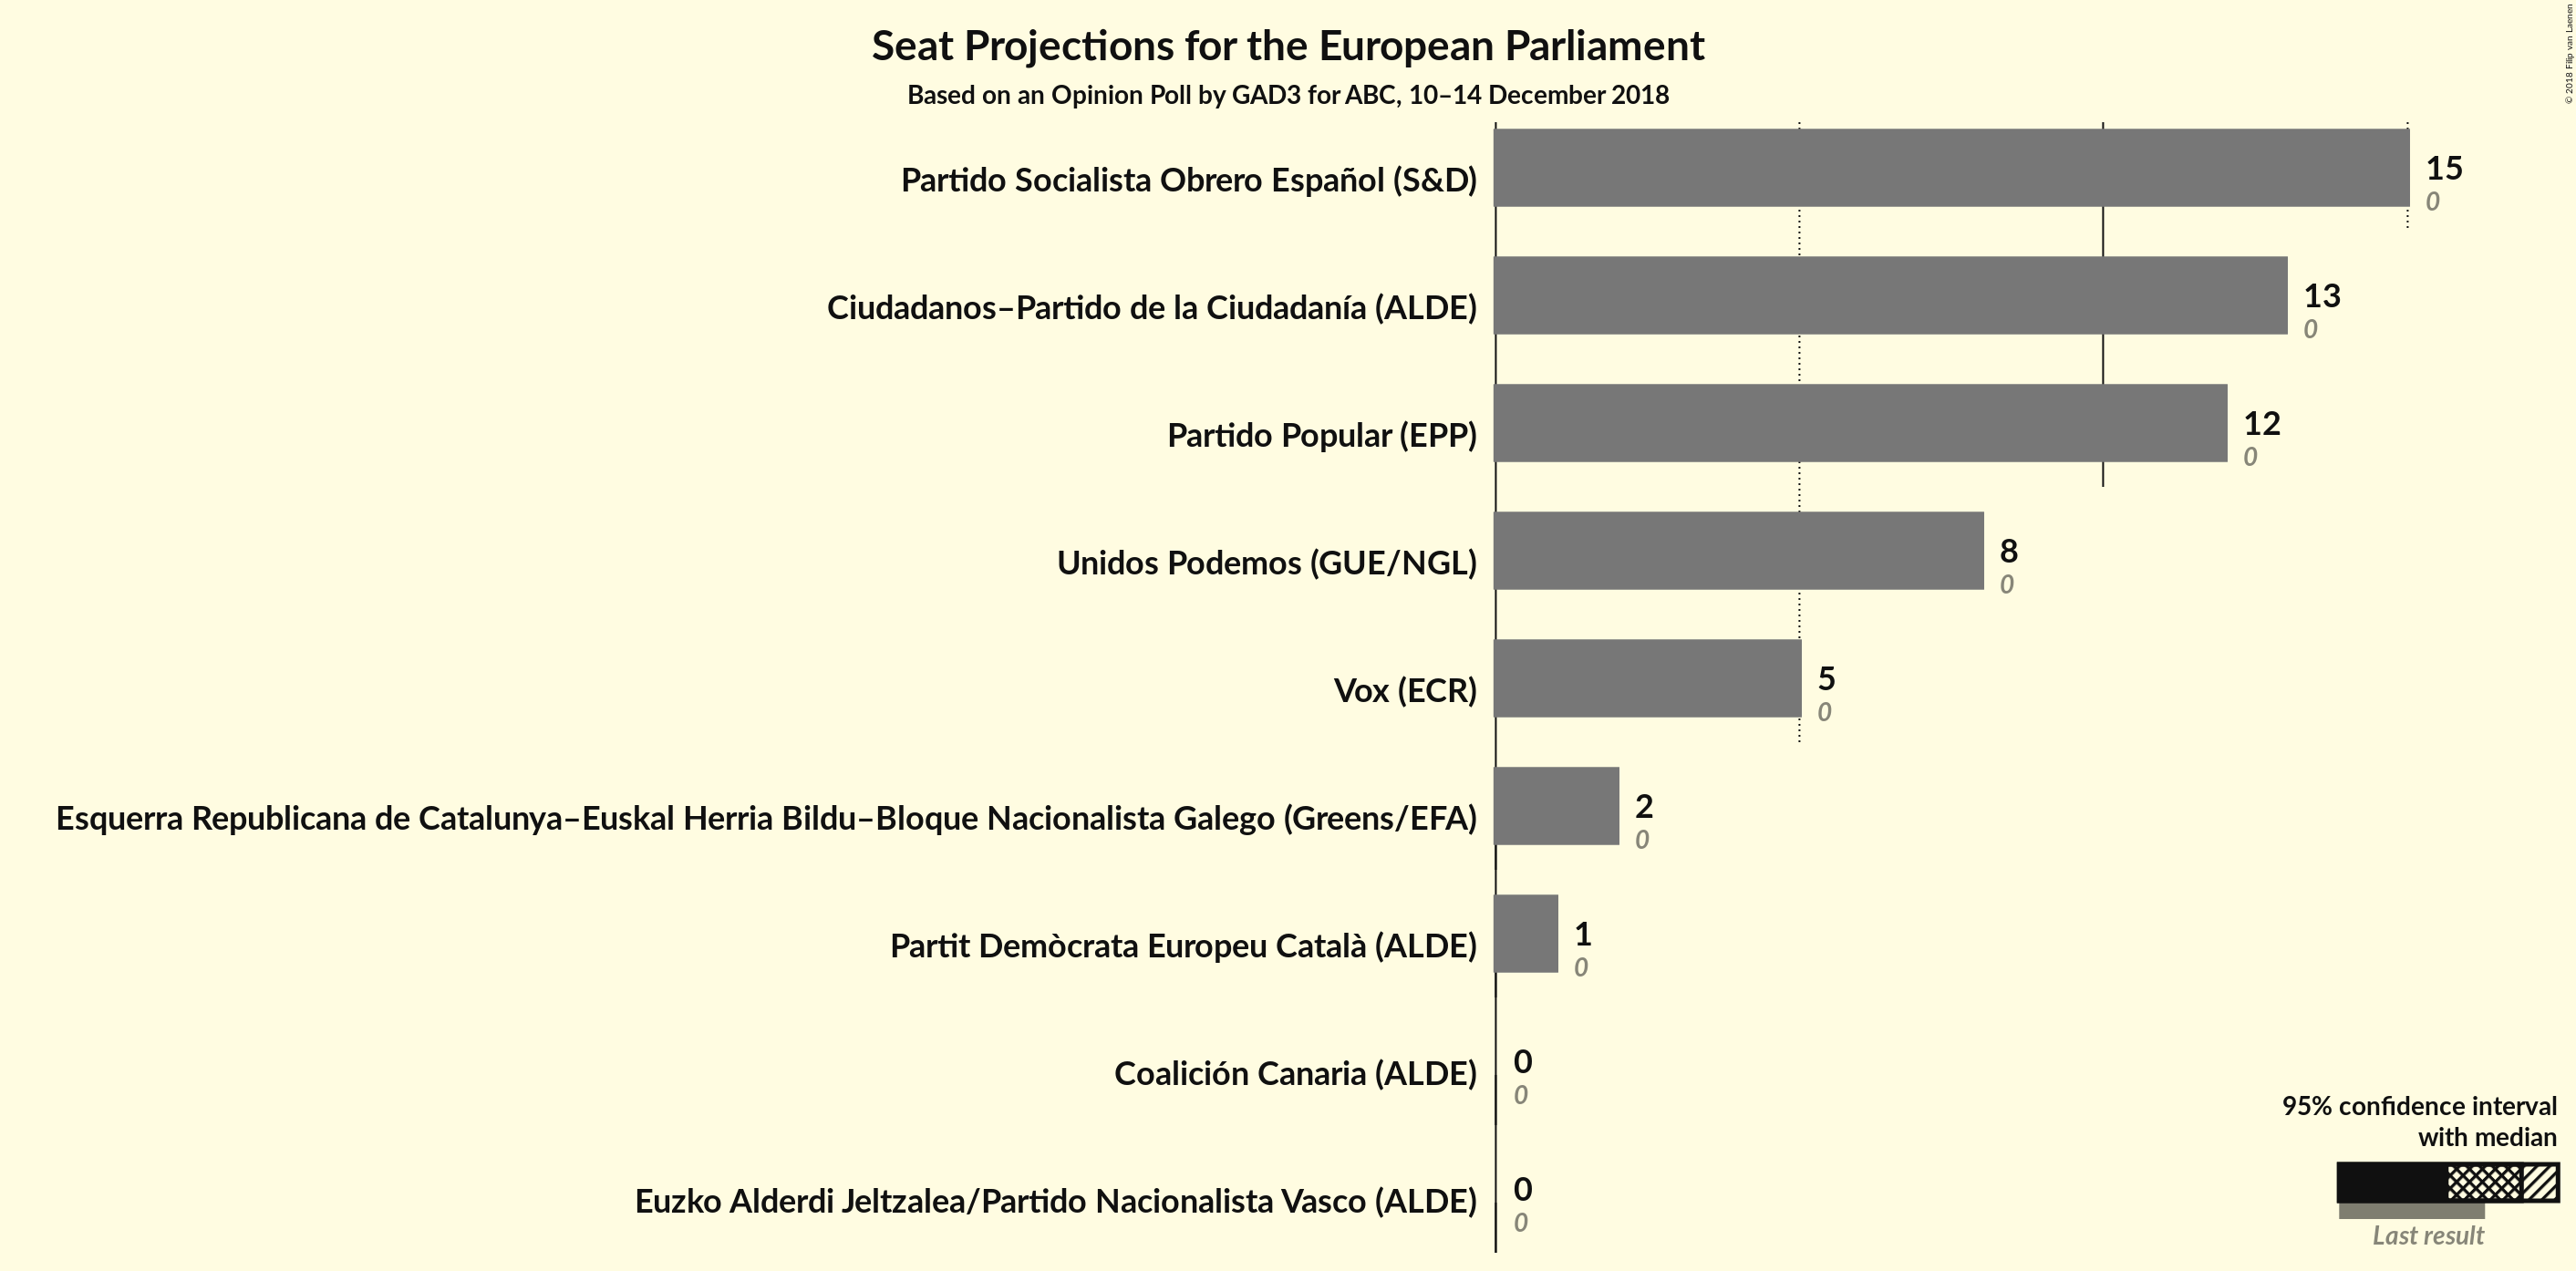 Seat Projections for the European Parliament
Based on an Opinion Poll by GAD3 for ABC, 10–14 December 2018
© 2018 Filip van Laenen
Partido Socialista Obrero Español (S&D)
15
0
Ciudadanos–Partido de la Ciudadanía (ALDE)
13
0
Partido Popular (EPP)
12
0
Unidos Podemos (GUE/NGL)
8
0
Vox (ECR)
5
0
Esquerra Republicana de Catalunya–Euskal Herria Bildu–Bloque Nacionalista Galego (Greens/EFA)
2
0
Partit Demòcrata Europeu Català (ALDE)
1
0
Coalición Canaria (ALDE)
0
0
Euzko Alderdi Jeltzalea/Partido Nacionalista Vasco (ALDE)
0
0
95% confidence interval
with median
Last result